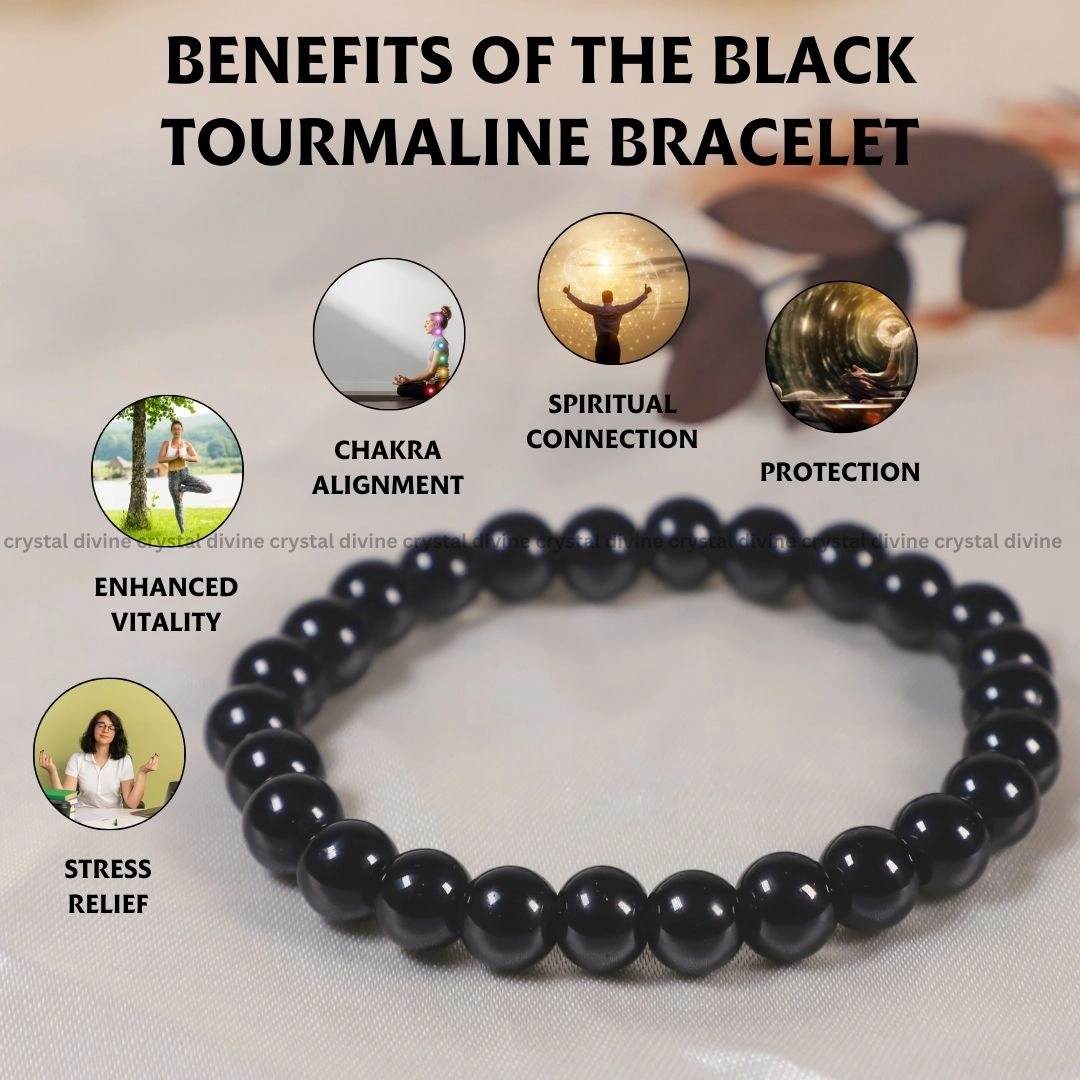 BENEFITS OF THE BLACK
TOURMALINE BRACELET
SPIRITUAL
CONNECTION
CHAKRA
ALIGNMENT
PROTECTION
crystal divine crystal divine crystal divine crystal divine crystal divine crystal divine crystal divine crystal divine
ENHANCED
VITALITY
STRESS
RELIEF